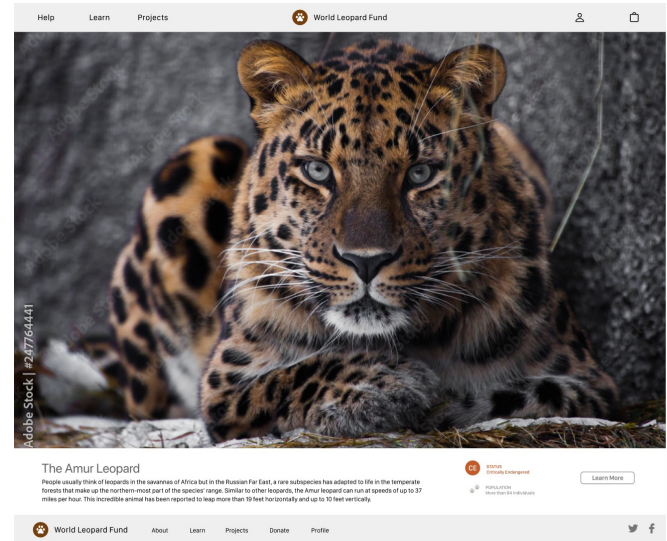 Help Learn Projects World Leopard Fund
Adobe Stock | #247764441
The Amur Leopard
People usually think of leopards in the savannas of Africa but in the Russian Far East, a rare subspecies has adapted to life in the temperate
forests that make up the northern-most part of the species' range. Similar to other leopards, the Amur leopard can run at speeds of up to 37
miles per hour. This incredible animal has been reported to leap more than 19 feet horizontally and up to 10 feet vertically.
CE
STATUS
Critically Endangered
POPULATION
More than 84 individuals
Learn More
World Leopard Fund About Learn Projects Donate Profile